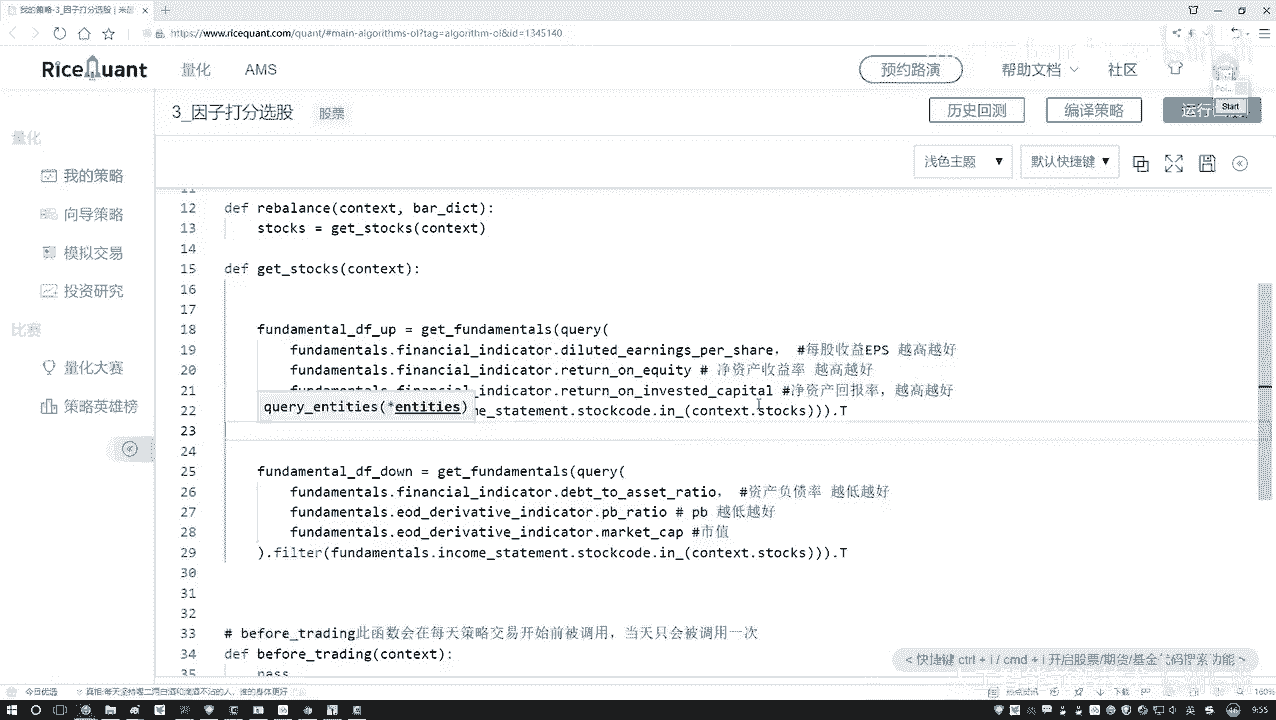 我的策略-3_因子打分选股 | 米
https://www.ricequant.com/quant/#main-algorithms-ol?tag=algorithm-ol&id=1345140
RiceQuant 量化 AMS 预约路演 帮助文档 社区
3_因子打分选股 股票 历史回测 编译策略 运行
Start
浅色主题 ▼ 默认快捷键 ▼
量化
我的策略
向导策略
模拟交易
投资研究
比赛
量化大赛
策略英雄榜
11
12 def rebalance(context, bar_dict):
13 stocks = get_stocks(context)
14
15 def get_stocks(context):
16
17
18 fundamental_df_up = get_fundamentals(query(
19 fundamentals.financial_indicator.diluted_earnings_per_share， #每股收益EPS 越高越好
20 fundamentals.financial_indicator.return_on_equity # 净资产收益率 越高越好
21 fundamentals.financial_indicator.return_on_invested_capital #净资产回报率，越高越好
query_entities(*entities)
22 me_statement.stockcode.in_(context.stocks))).T
23
24
25 fundamental_df_down = get_fundamentals(query(
26 fundamentals.financial_indicator.debt_to_asset_ratio， #资产负债率 越低越好
27 fundamentals.eod_derivative_indicator.pb_ratio # pb 越低越好
28 fundamentals.eod_derivative_indicator.market_cap #市值
29 ).filter(fundamentals.income_statement.stockcode.in_(context.stocks))).T
30
31
32
33 # before_trading此函数会在每天策略交易开始前被调用，当天只会被调用一次
34 def before_trading(context):
35 pass
< 快捷键 ctrl + i / cmd + i 开启股票/期货/基金
今日优选
160%
9:55